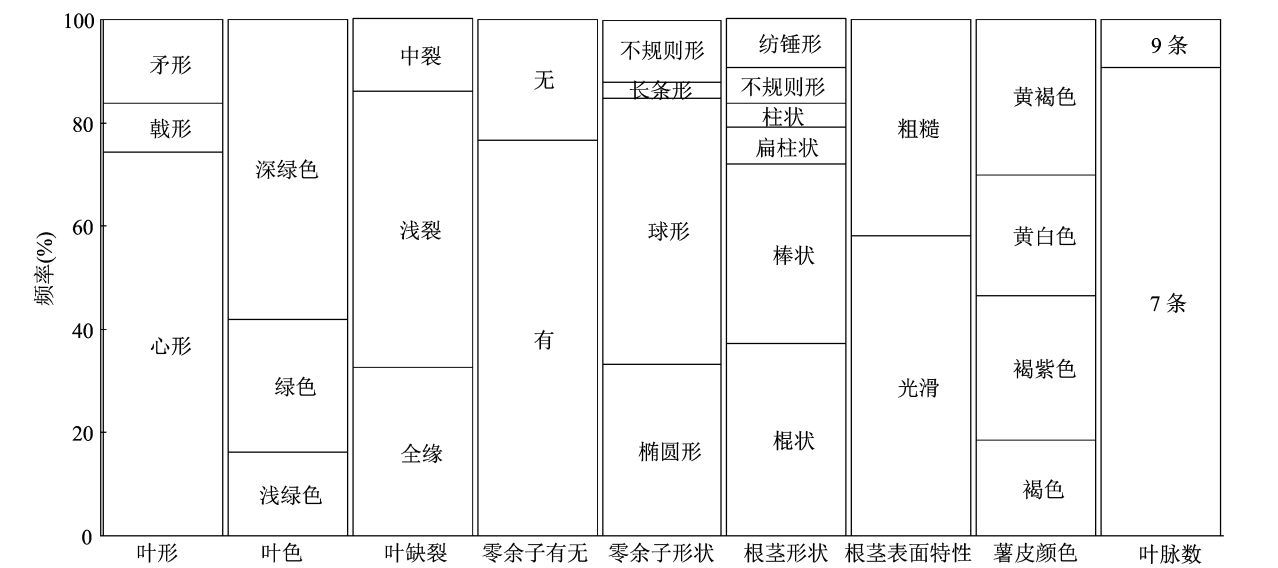 频率(%)
100
80
60
40
20
0
矛形
戟形
心形
深绿色
绿色
浅绿色
中裂
浅裂
全缘
无
有
不规则形
长条形
球形
椭圆形
纺锤形
不规则形
柱状
扁柱状
棒状
棍状
粗糙
光滑
黄褐色
黄白色
褐紫色
褐色
9 条
7 条
叶形
叶色
叶缺裂
零余子有无
零余子形状
根茎形状
根茎表面特性
薯皮颜色
叶脉数